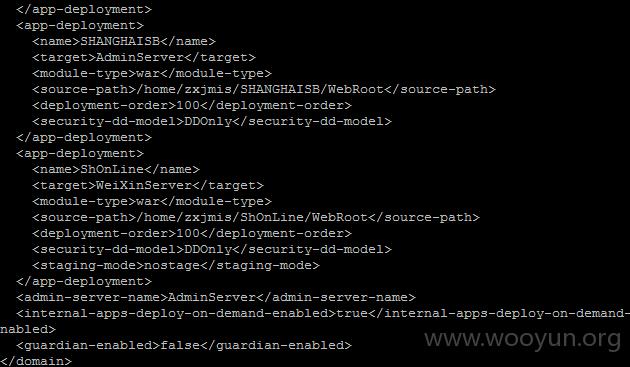 </app-deployment>
<app-deployment>
<name>SHANGHAISB</name>
<target>AdminServer</target>
<module-type>war</module-type>
<source-path>/home/zxjmis/SHANGHAISB/WebRoot</source-path>
<deployment-order>100</deployment-order>
<security-dd-model>DDOnly</security-dd-model>
</app-deployment>
<app-deployment>
<name>ShOnLine</name>
<target>WeiXinServer</target>
<module-type>war</module-type>
<source-path>/home/zxjmis/ShOnLine/WebRoot</source-path>
<deployment-order>100</deployment-order>
<security-dd-model>DDOnly</security-dd-model>
<staging-mode>nostage</staging-mode>
</app-deployment>
<admin-server-name>AdminServer</admin-server-name>
<internal-apps-deploy-on-demand-enabled>true</internal-apps-deploy-on-demand-
nabled>
<guardian-enabled>false</guardian-enabled>
</domain>
www.wooyun.org